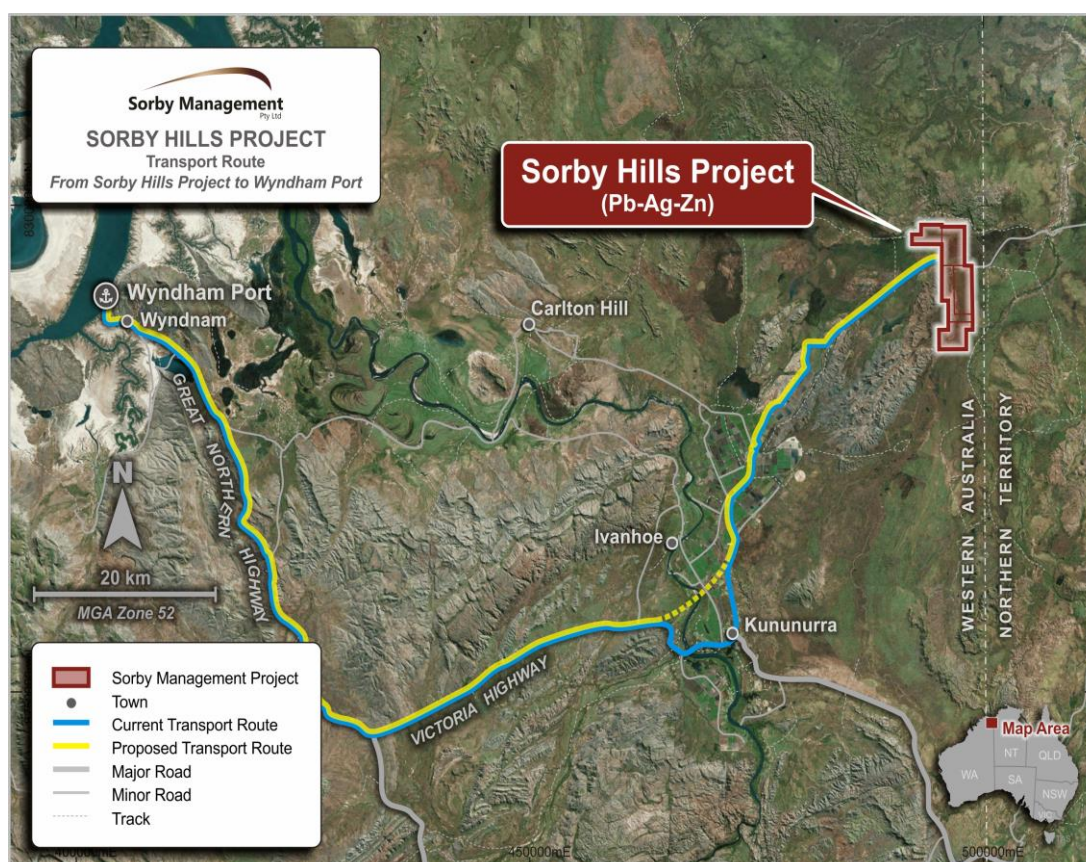 Sorby Management
Pty Ltd
SORBY HILLS PROJECT
Transport Route
From Sorby Hills Project to Wyndham Port
Sorby Hills Project
(Pb-Ag-Zn)
Wyndham Port
Wyndnam
Carlton Hill
GREAT NORTHERN HIGHWAY
N
20 km
MGA Zone 52
Ivanhoe
Kununurra
VICTORIA HIGHWAY
WESTERN AUSTRALIA
NORTHERN TERRITORY
Sorby Management Project
Town
Current Transport Route
Proposed Transport Route
Major Road
Minor Road
Track
Map Area
NT
QLD
WA
SA
NSW
450000mE
500000mE